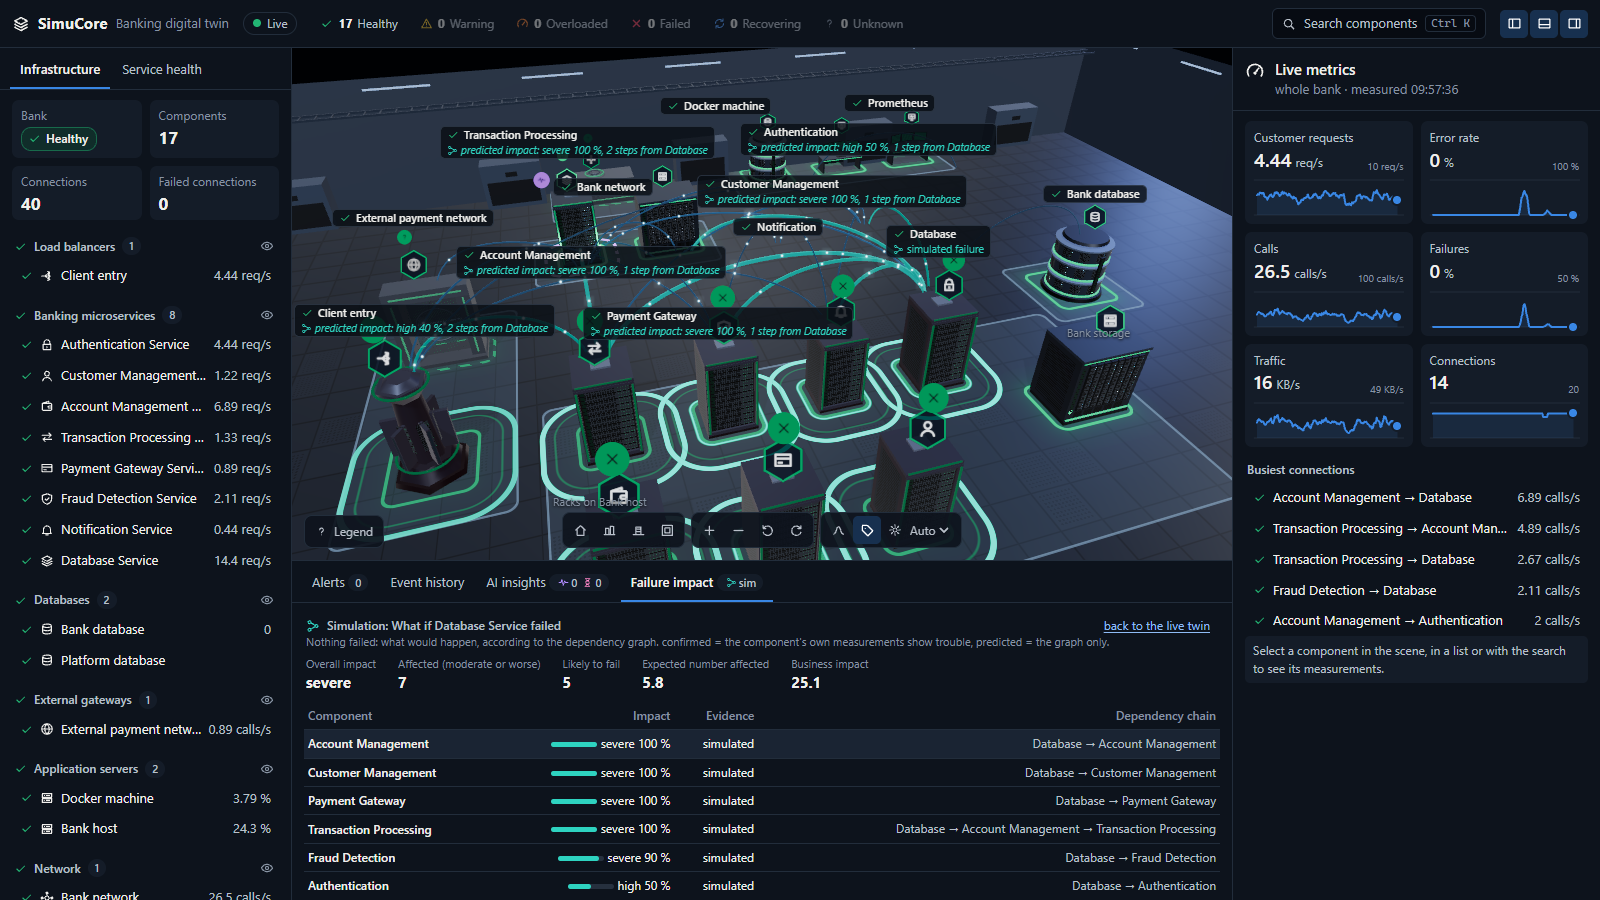 SimuCore Banking digital twin Live 17 Healthy 0 Warning 0 Overloaded 0 Failed 0 Recovering ? 0 Unknown Search components Ctrl K
Infrastructure Service health
Bank
Healthy
Components
17
Connections
40
Failed connections
0
Load balancers 1
Client entry 4.44 req/s
Banking microservices 8
Authentication Service 4.44 req/s
Customer Management... 1.22 req/s
Account Management ... 6.89 req/s
Transaction Processing ... 1.33 req/s
Payment Gateway Servi... 0.89 req/s
Fraud Detection Service 2.11 req/s
Notification Service 0.44 req/s
Database Service 14.4 req/s
Databases 2
Bank database 0
Platform database
External gateways 1
External payment netw... 0.89 calls/s
Application servers 2
Docker machine 3.79 %
Bank host 24.3 %
Network 1
Bank network 26.5 calls/s
Docker machine
Prometheus
Transaction Processing
predicted impact: severe 100 %, 2 steps from Database
Authentication
predicted impact: high 50 %, 1 step from Database
Bank network
Customer Management
predicted impact: severe 100 %, 1 step from Database
Bank database
External payment network
Notification
Database
simulated failure
Account Management
predicted impact: severe 100 %, 1 step from Database
Client entry
predicted impact: high 40 %, 2 steps from Database
Payment Gateway
predicted impact: severe 100 %, 1 step from Database
Bank storage
Racks on Bank host
? Legend
Auto
Alerts 0 Event history AI insights 0 0 Failure impact sim
Simulation: What if Database Service failed back to the live twin
Nothing failed: what would happen, according to the dependency graph. confirmed = the component's own measurements show trouble, predicted = the graph only.
Overall impact Affected (moderate or worse) Likely to fail Expected number affected Business impact
severe 7 5 5.8 25.1
Component Impact Evidence Dependency chain
Account Management severe 100 % simulated Database → Account Management
Customer Management severe 100 % simulated Database → Customer Management
Payment Gateway severe 100 % simulated Database → Payment Gateway
Transaction Processing severe 100 % simulated Database → Account Management → Transaction Processing
Fraud Detection severe 90 % simulated Database → Fraud Detection
Authentication high 50 % simulated Database → Authentication
Live metrics
whole bank · measured 09:57:36
Customer requests
4.44 req/s 10 req/s
Error rate
0 % 100 %
Calls
26.5 calls/s 100 calls/s
Failures
0 % 50 %
Traffic
16 KB/s 49 KB/s
Connections
14 20
Busiest connections
Account Management → Database 6.89 calls/s
Transaction Processing → Account Man... 4.89 calls/s
Transaction Processing → Database 2.67 calls/s
Fraud Detection → Database 2.11 calls/s
Account Management → Authentication 2 calls/s
Select a component in the scene, in a list or with the search
to see its measurements.